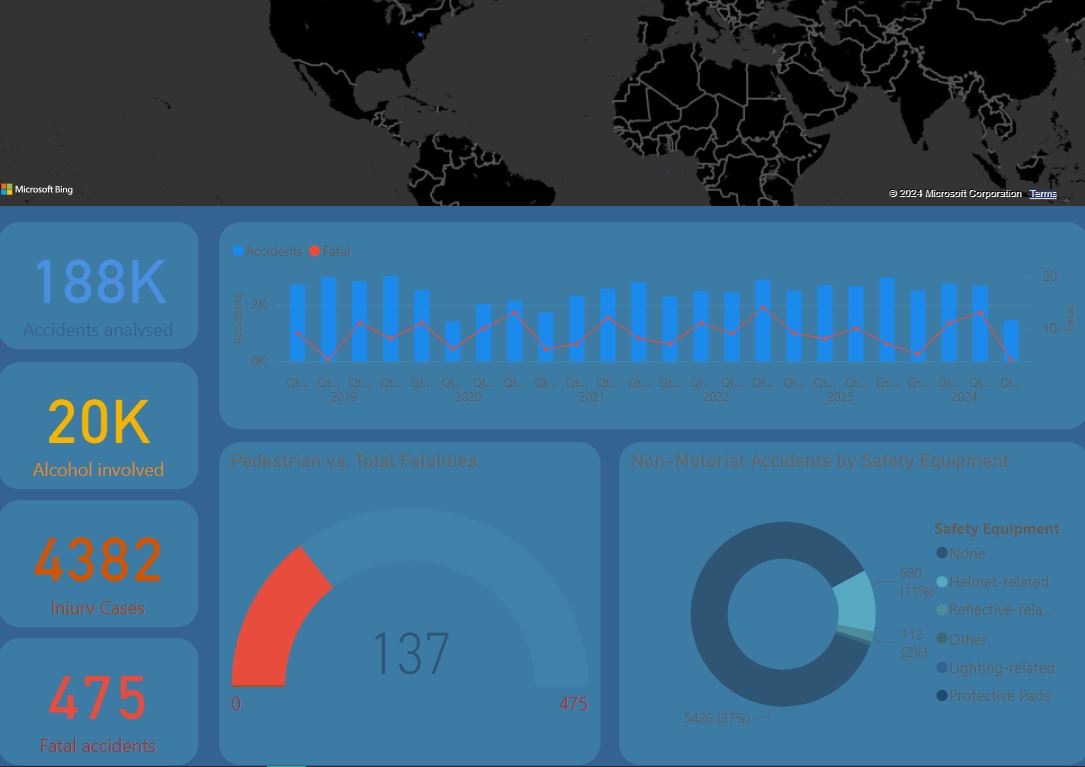 Microsoft Bing
© 2024 Microsoft Corporation Terms
188K
Accidents analysed
20K
Alcohol involved
4382
Injury Cases
475
Fatal accidents
Accidents Fatal
Accidents
2K
0K
20
10
Fatal
Qt... Qt... Qt... Qt... Qt... Qt... Qt... Qt... Qt... Qt... Qt... Qt... Qt... Qt... Qt... Qt... Qt... Qt... Qt... Qt... Qt... Qt... Qt... Qt...
2019 2020 2021 2022 2023 2024
Pedestrian vs. Total Fatalities
137
0
475
Non-Motorist Accidents by Safety Equipment
680
(11%)
112
(2%)
5426 (87%)
Safety Equipment
None
Helmet-related
Reflective-rela...
Other
Lighting-related
Protective Pads